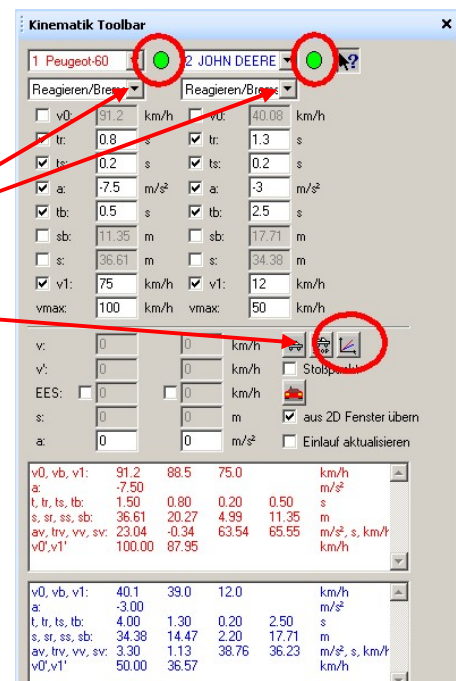 Kinematik Toolbar x
1 Peugeot-60 2 JOHN DEERE ?
Reagieren/ Reagieren/
v0: 91.2 km/h v0: 40.08 km/h
tr: 0.8 s tr: 1.3 s
ts: 0.2 s ts: 0.2 s
a: -7.5 m/s² a: -3 m/s²
tb: 0.5 s tb: 2.5 s
sb: 11.35 m sb: 17.71 m
s: 36.61 m s: 34.38 m
v1: 75 km/h v1: 12 km/h
vmax: 100 km/h vmax: 50 km/h
v: 0 0 km/h
v': 0 0 km/h
EES: 0 0 km/h
s: 0 0 m aus 2D Fenster übern
a: 0 0 m/s² Einlauf aktualisieren
v0, vb, v1: 91.2 88.5 75.0 km/h
a: -7.50 m/s²
t, tr, ts, tb: 1.50 0.80 0.20 0.50 s
s, sr, ss, sb: 36.61 20.27 4.99 11.35 m
av, trv, vv, sv: 23.04 -0.34 63.54 65.55 m/s², s, km/h
v0',v1' 100.00 87.95 km/h
v0, vb, v1: 40.1 39.0 12.0 km/h
a: -3.00 m/s²
t, tr, ts, tb: 4.00 1.30 0.20 2.50 s
s, sr, ss, sb: 34.38 14.47 2.20 17.71 m
av, trv, vv, sv: 3.30 1.13 38.76 36.23 m/s², s, km/h
v0',v1' 50.00 36.57 km/h